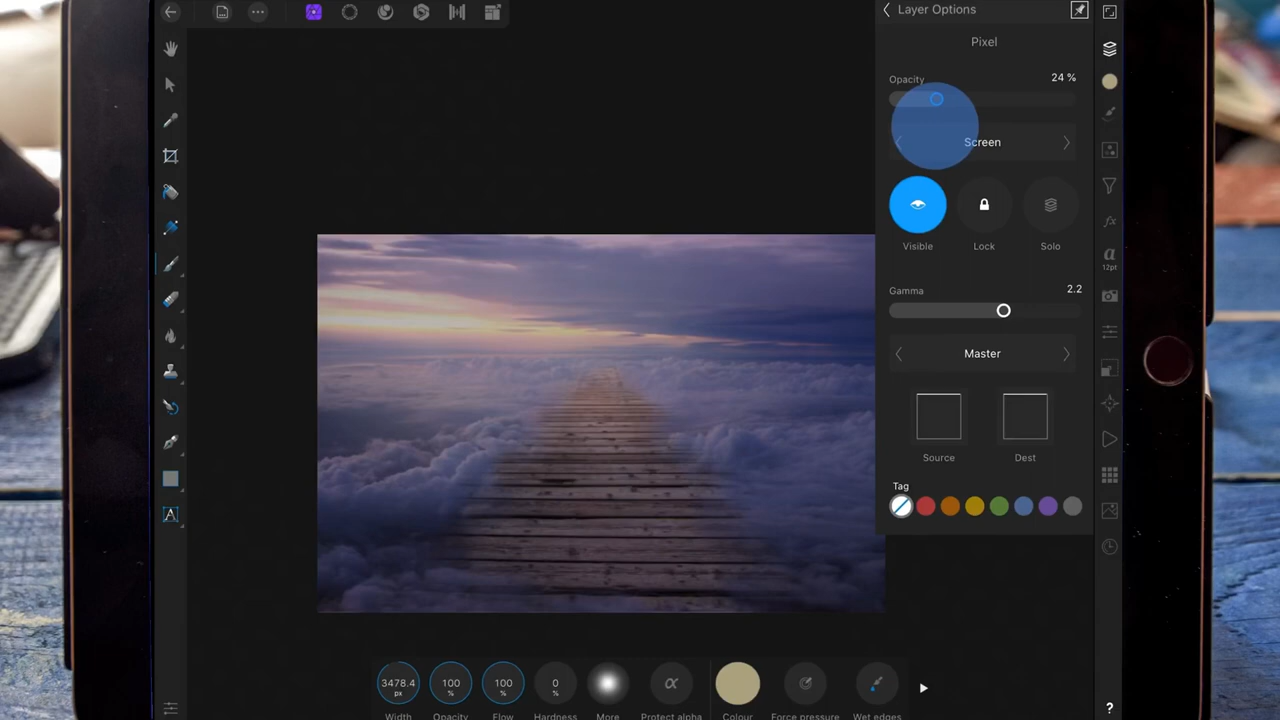 Layer Options
Pixel
Opacity 24 %
Screen
Visible Lock Solo
Gamma 2.2
Master
Source Dest
Tag
a
12pt
A
3478.4
px
100
%
100
%
0
%
α
Width Opacity Flow Hardness More Protect alpha Colour Force pressure Wet edges
?